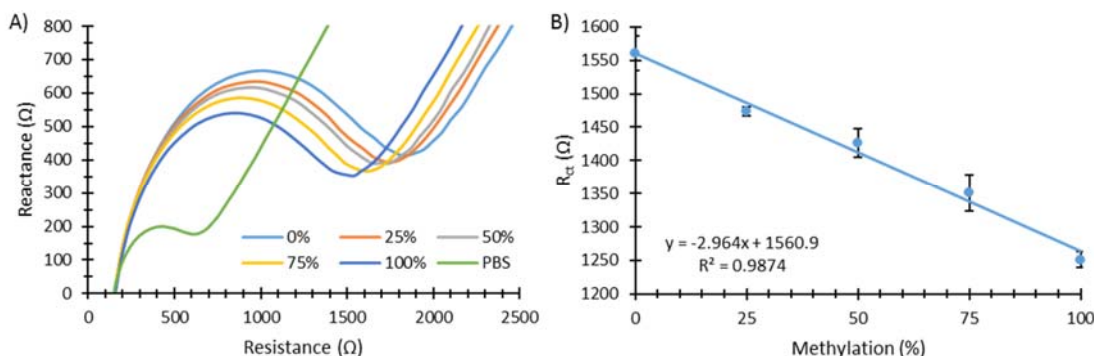 A)
800
700
600
500
400
300
200
100
0
Reactance (Ω)
0 500 1000 1500 2000 2500
Resistance (Ω)
0% 25% 50%
75% 100% PBS
B)
1600
1550
1500
1450
1400
1350
1300
1250
1200
Rct (Ω)
y = -2.964x + 1560.9
R² = 0.9874
0 25 50 75 100
Methylation (%)